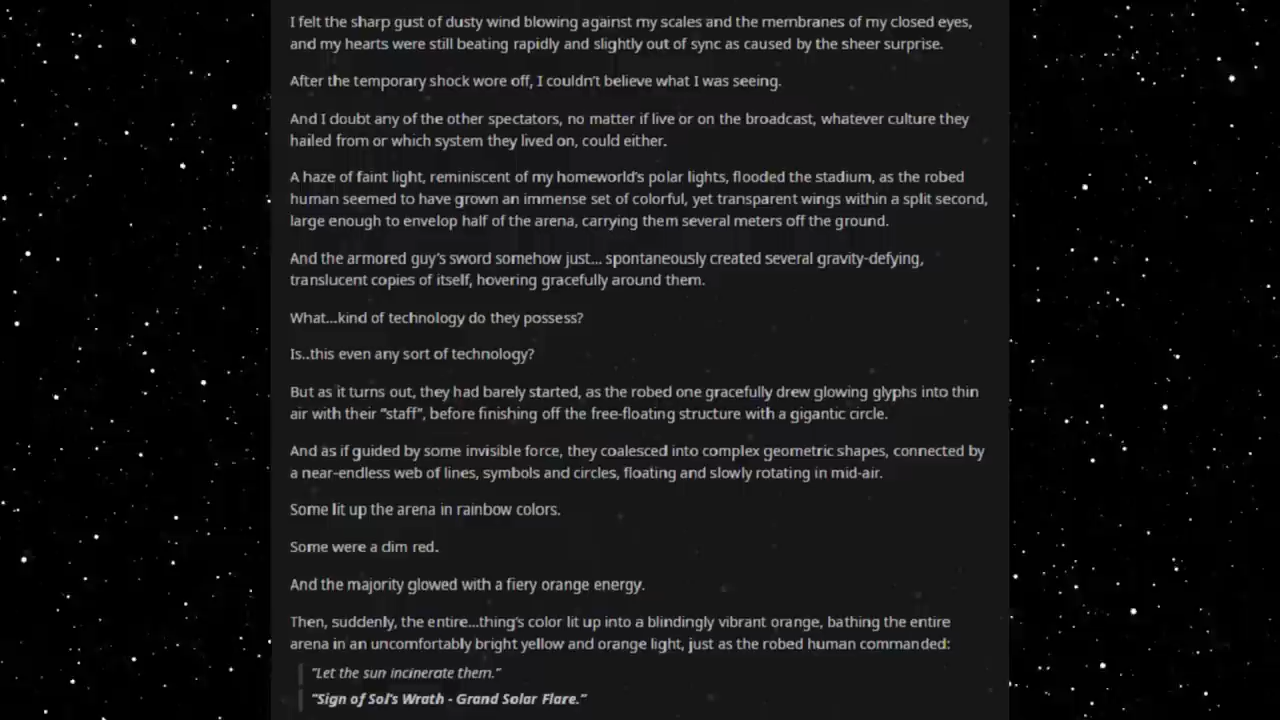 I felt the sharp gust of dusty wind blowing against my scales and the membranes of my closed eyes,
and my hearts were still beating rapidly and slightly out of sync as caused by the sheer surprise.
After the temporary shock wore off, I couldn't believe what I was seeing.
And I doubt any of the other spectators, no matter if live or on the broadcast, whatever culture they
hailed from or which system they lived on, could either.
A haze of faint light, reminiscent of my homeworld's polar lights, flooded the stadium, as the robed
human seemed to have grown an immense set of colorful, yet transparent wings within a split second,
large enough to envelop half of the arena, carrying them several meters off the ground.
And the armored guy's sword somehow just... spontaneously created several gravity-defying,
translucent copies of itself, hovering gracefully around them.
What...kind of technology do they possess?
Is..this even any sort of technology?
But as it turns out, they had barely started, as the robed one gracefully drew glowing glyphs into thin
air with their “staff”, before finishing off the free-floating structure with a gigantic circle.
And as if guided by some invisible force, they coalesced into complex geometric shapes, connected by
a near-endless web of lines, symbols and circles, floating and slowly rotating in mid-air.
Some lit up the arena in rainbow colors.
Some were a dim red.
And the majority glowed with a fiery orange energy.
Then, suddenly, the entire...thing's color lit up into a blindingly vibrant orange, bathing the entire
arena in an uncomfortably bright yellow and orange light, just as the robed human commanded:
“Let the sun incinerate them.”
“Sign of Sol's Wrath - Grand Solar Flare.”